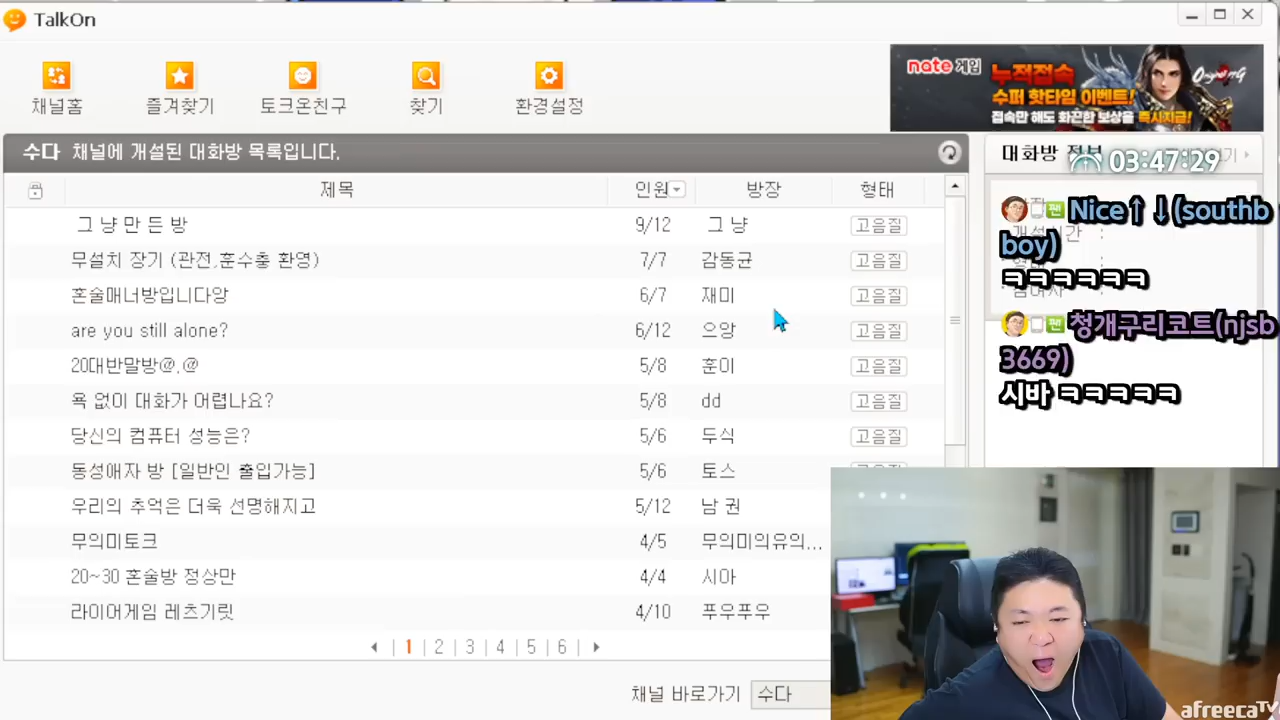 TalkOn
채널홈
즐겨찾기
토크온친구
찾기
환경설정
nate 게임
누적접속
수퍼 핫타임 이벤트!
접속만 해도 화끈한 보상을 즉시지급!
수다 채널에 개설된 대화방 목록입니다.
대화방 정보
03:47:29
제목 인원 방장 형태
그 냥 만 든 방 9/12 그 냥 고음질
무설치 장기 (관전,훈수충 환영) 7/7 감동균 고음질
혼술매너방입니다앙 6/7 재미 고음질
are you still alone? 6/12 으앙 고음질
20대반말방@.@ 5/8 훈이 고음질
욕 없이 대화가 어렵나요? 5/8 dd 고음질
당신의 컴퓨터 성능은? 5/6 두식 고음질
동성애자 방 [일반인 출입가능] 5/6 토스
우리의 추억은 더욱 선명해지고 5/12 남 권
무의미토크 4/5 무의미의유의...
20~30 혼술방 정상만 4/4 시아
라이어게임 레츠기릿 4/10 푸우푸우
1 | 2 | 3 | 4 | 5 | 6
채널 바로가기 수다
팬 Nice↑↓(southb
boy)
ㅋㅋㅋㅋㅋㅋ
팬 청개구리코트(njsb
3669)
시바 ㅋㅋㅋㅋㅋ
afreecaTV